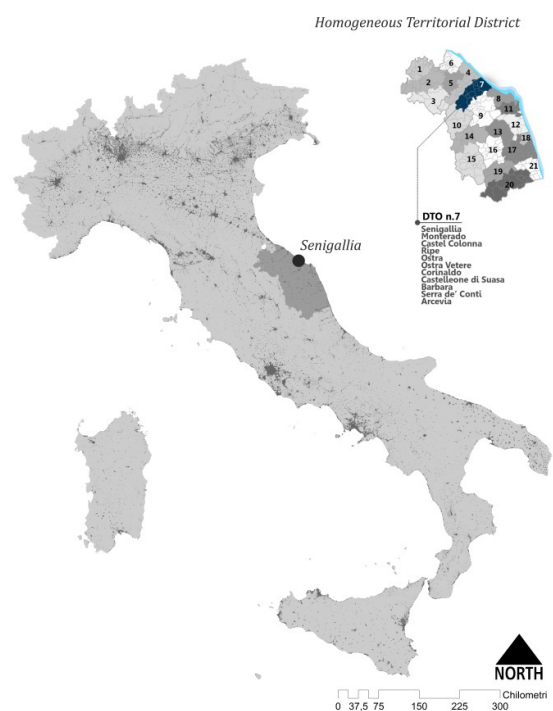 Homogeneous Territorial District
6
1
4
7
2
5
3
8
11
9
10
12
13
18
14
16
17
15
21
19
20
DTO n.7
Senigallia
Monterado
Castel Colonna
Ripe
Ostra
Ostra Vetere
Corinaldo
Castelleone di Suasa
Barbara
Serra de' Conti
Arcevia
Senigallia
NORTH
Chilometri
0 37,5 75 150 225 300